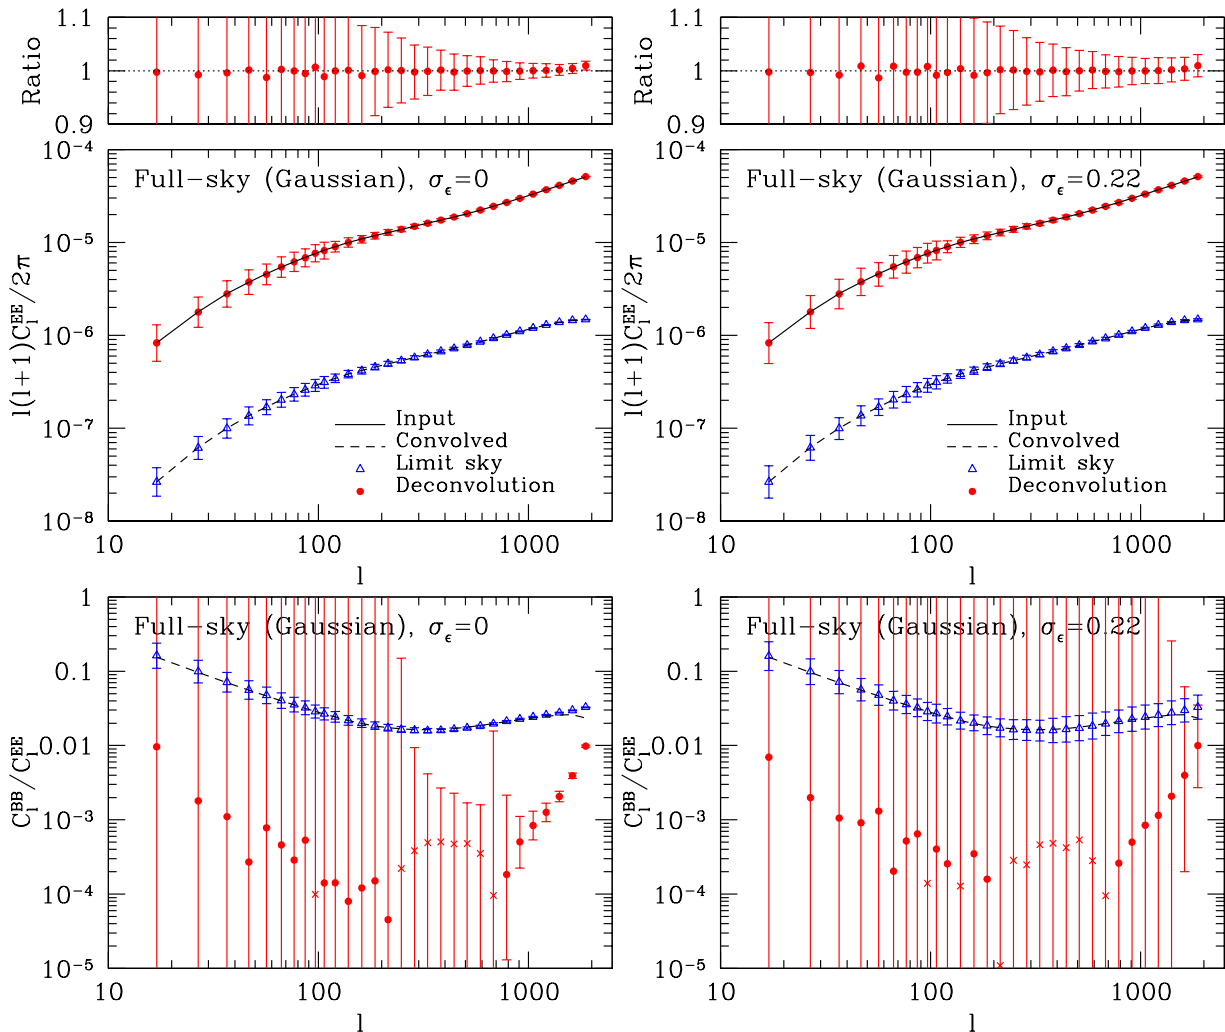 1.1
1
0.9
Ratio
1.1
1
0.9
Ratio
10^-4
10^-5
10^-6
10^-7
10^-8
l(l+1)C_l^EE/2π
Full-sky (Gaussian), σ_ϵ=0
Input
Convolved
Limit sky
Deconvolution
10 100 1000
l
10^-4
10^-5
10^-6
10^-7
10^-8
l(l+1)C_l^EE/2π
Full-sky (Gaussian), σ_ϵ=0.22
Input
Convolved
Limit sky
Deconvolution
10 100 1000
l
1
0.1
0.01
10^-3
10^-4
10^-5
C_l^BB/C_l^EE
Full-sky (Gaussian), σ_ϵ=0
10 100 1000
l
1
0.1
0.01
10^-3
10^-4
10^-5
C_l^BB/C_l^EE
Full-sky (Gaussian), σ_ϵ=0.22
10 100 1000
l